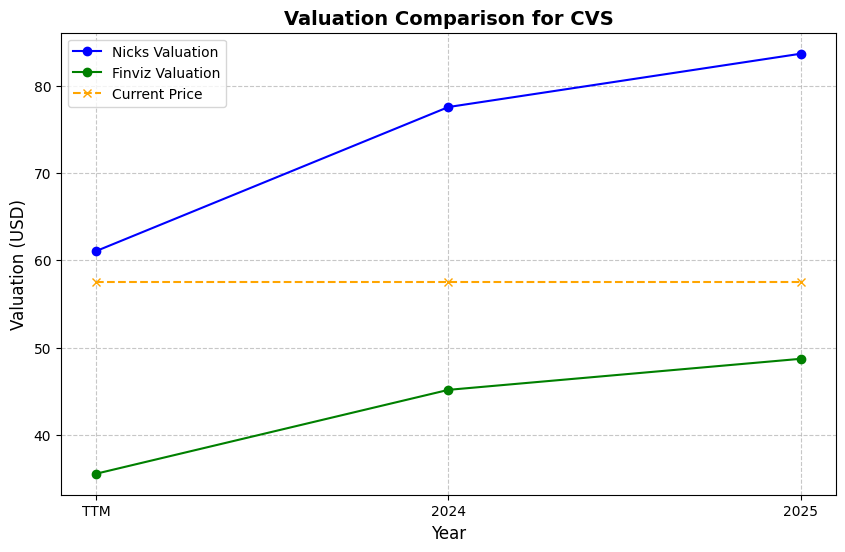 Valuation Comparison for CVS
Nicks Valuation
Finviz Valuation
Current Price
Valuation (USD)
80
70
60
50
40
TTM
2024
2025
Year